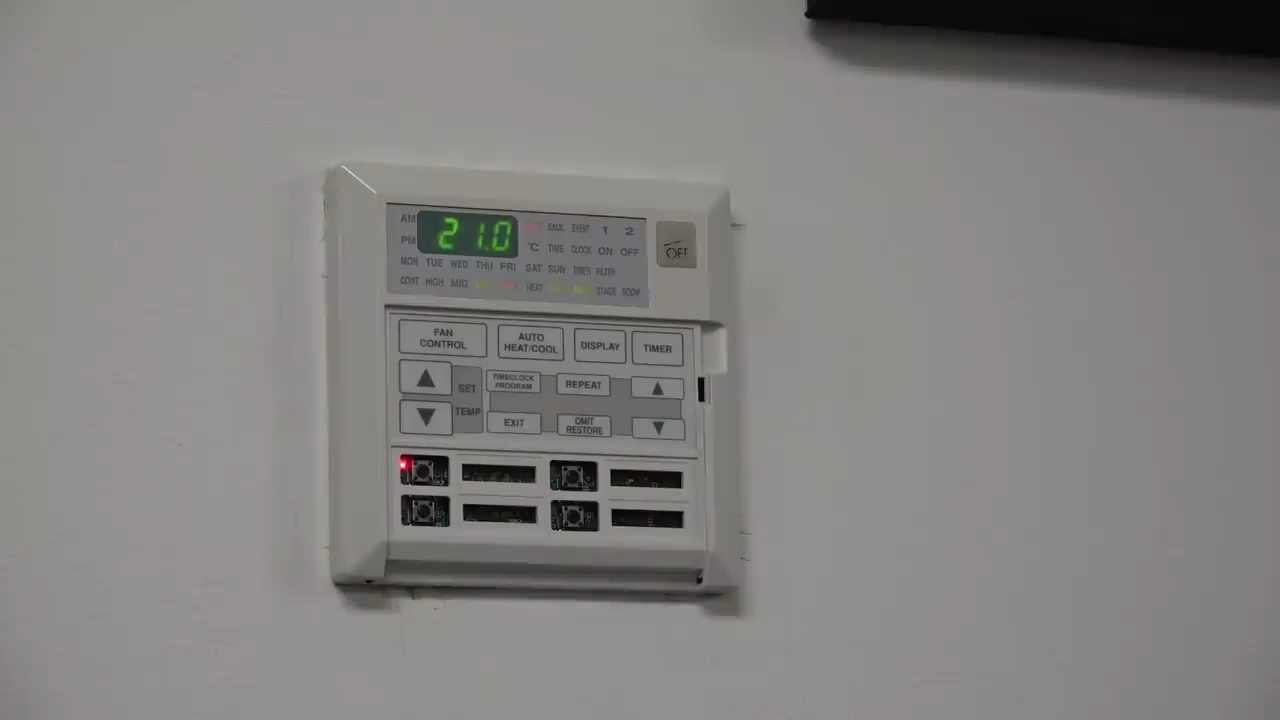 AM 21.0 MAX EVENT 1 2
PM °C TIME CLOCK ON OFF
MON TUE WED THU FRI SAT SUN TIMER FILTER
CONT HIGH MID HEAT STAGE ROOM
OFF
FAN CONTROL
AUTO HEAT/COOL
DISPLAY
TIMER
SET
TEMP
TIMECLOCK PROGRAM
REPEAT
EXIT
OMIT RESTORE